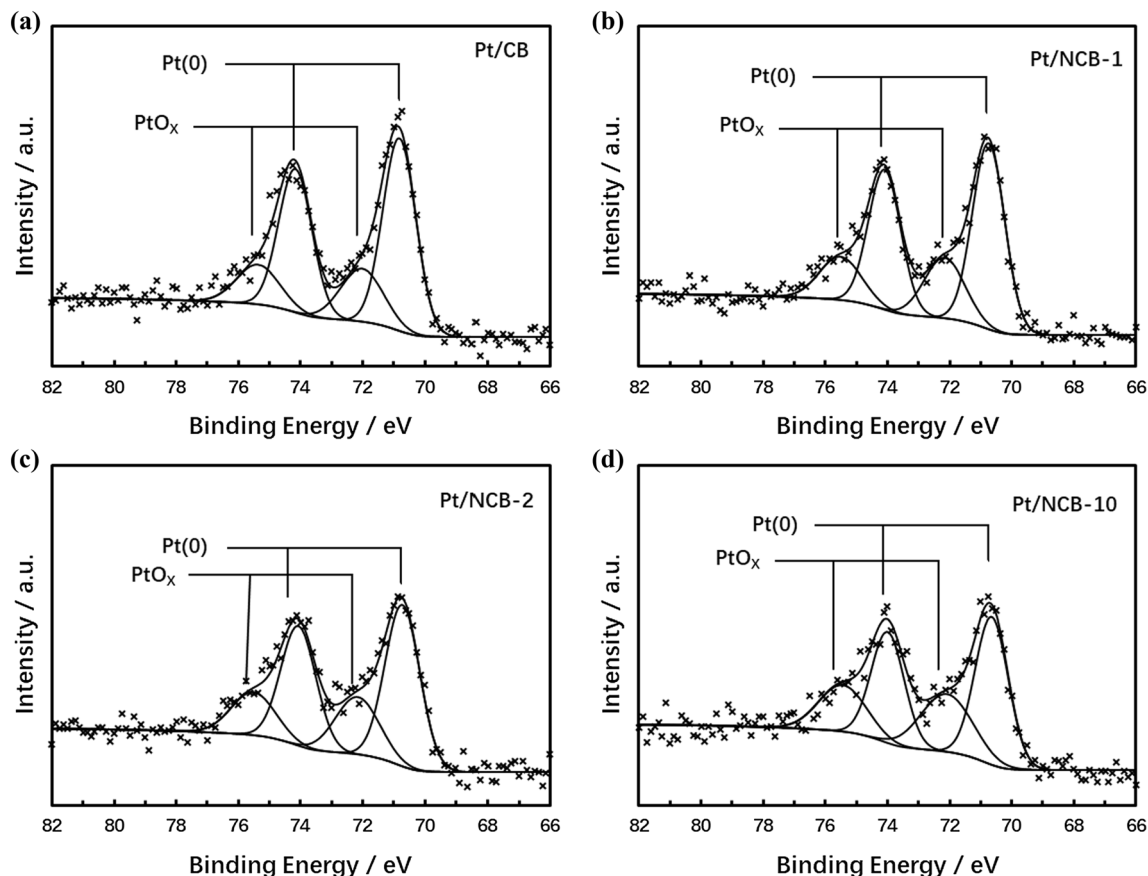 (a)
Pt/CB
Pt(0)
PtOX
Intensity / a.u.
82 80 78 76 74 72 70 68 66
Binding Energy / eV
(b)
Pt/NCB-1
Pt(0)
PtOX
Intensity / a.u.
82 80 78 76 74 72 70 68 66
Binding Energy / eV
(c)
Pt/NCB-2
Pt(0)
PtOX
Intensity / a.u.
82 80 78 76 74 72 70 68 66
Binding Energy / eV
(d)
Pt/NCB-10
Pt(0)
PtOX
Intensity / a.u.
82 80 78 76 74 72 70 68 66
Binding Energy / eV